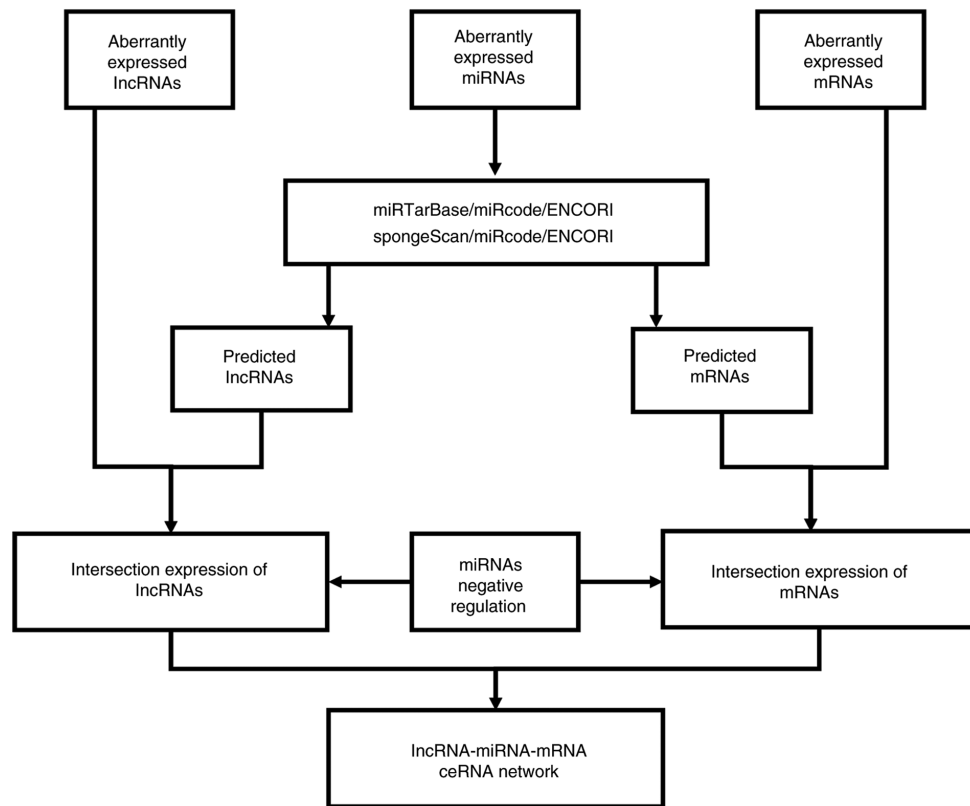 Aberrantly
expressed
lncRNAs
Aberrantly
expressed
miRNAs
Aberrantly
expressed
mRNAs
miRTarBase/miRcode/ENCORI
spongeScan/miRcode/ENCORI
Predicted
lncRNAs
Predicted
mRNAs
Intersection expression of
lncRNAs
miRNAs
negative
regulation
Intersection expression of
mRNAs
lncRNA-miRNA-mRNA
ceRNA network